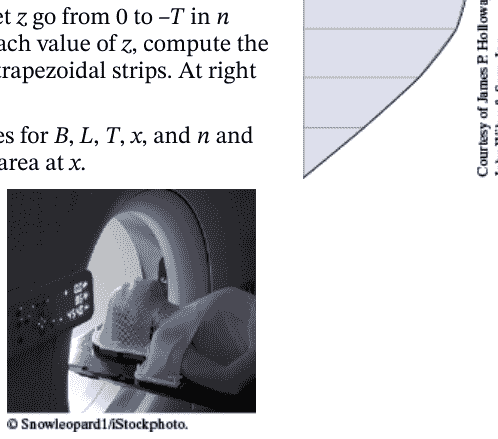 et z go from 0 to –T in n
ach value of z, compute the
rapezoidal strips. At right
es for B, L, T, x, and n and
area at x.
Courtesy of James P. Hollowa
© Snowleopard1/iStockphoto.